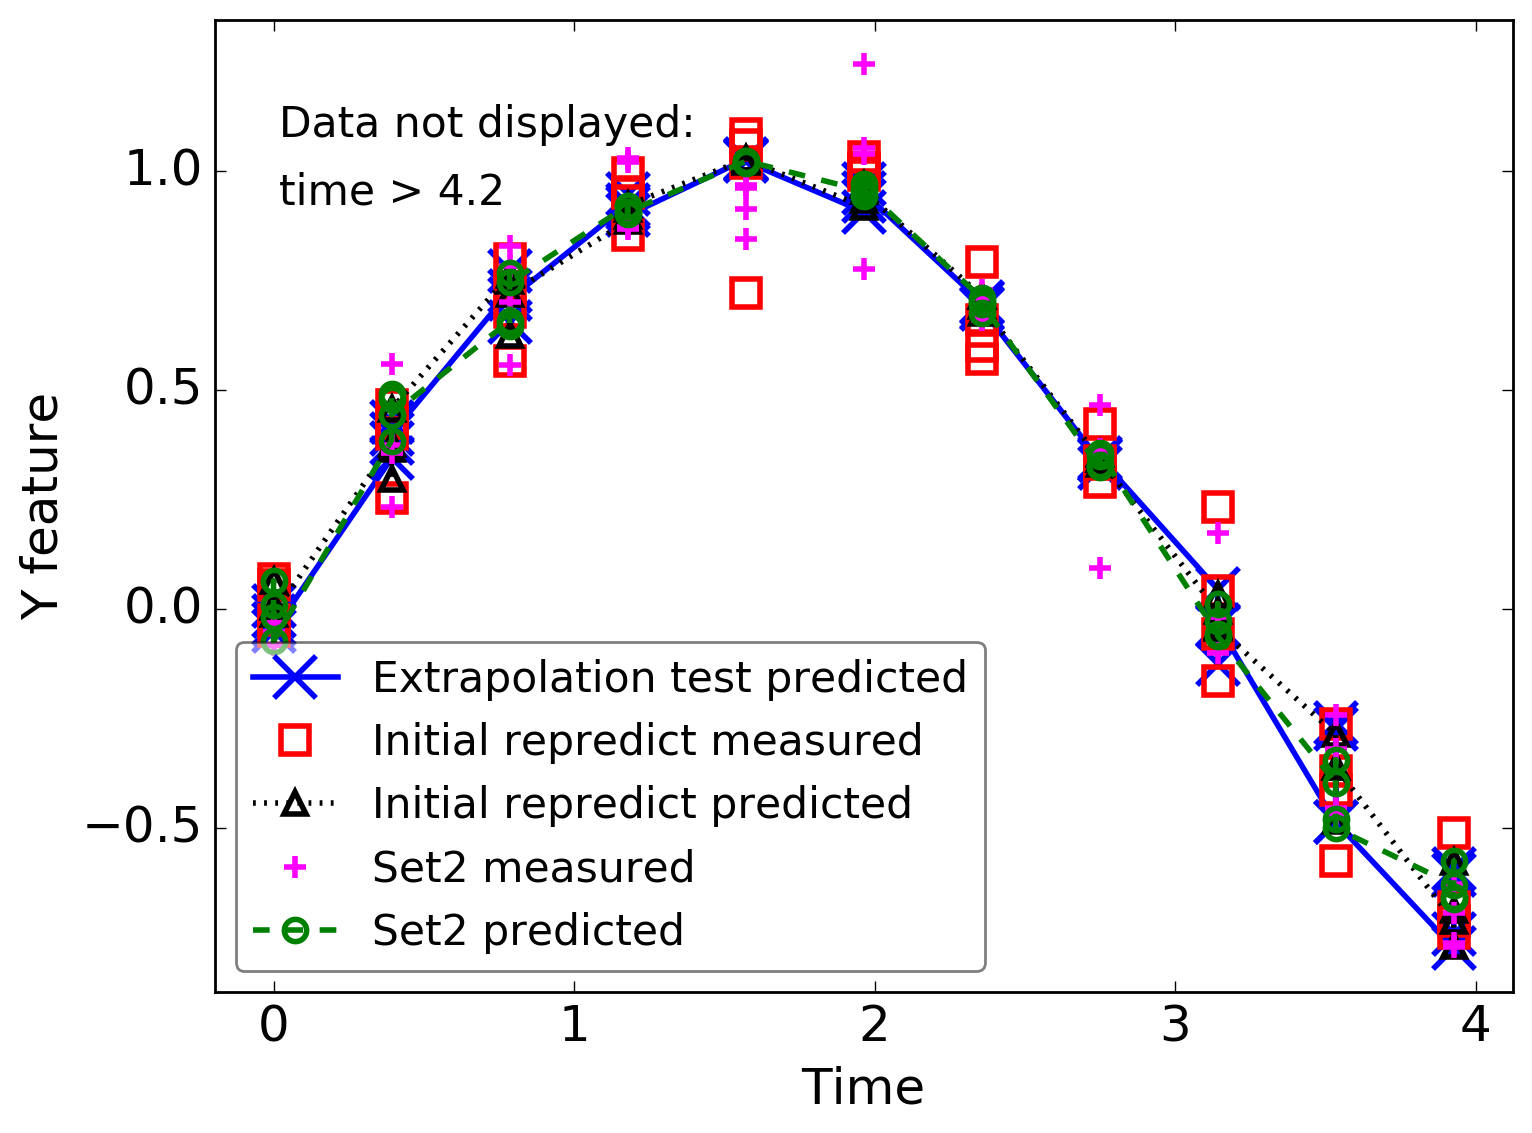 Data not displayed:
time > 4.2
1.0
0.5
0.0
−0.5
Y feature
Extrapolation test predicted
Initial repredict measured
Initial repredict predicted
Set2 measured
Set2 predicted
0 1 2 3 4
Time